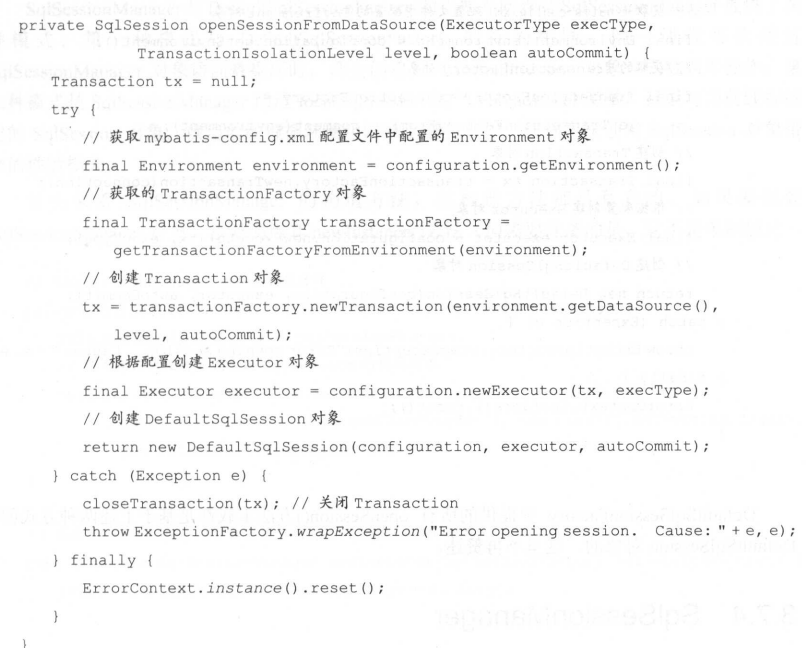 private SqlSession openSessionFromDataSource(ExecutorType execType,
TransactionIsolationLevel level, boolean autoCommit) {
Transaction tx = null;
try {
// 获取 mybatis-config.xml 配置文件中配置的 Environment 对象
final Environment environment = configuration.getEnvironment();
// 获取的 TransactionFactory 对象
final TransactionFactory transactionFactory =
getTransactionFactoryFromEnvironment(environment);
// 创建 Transaction 对象
tx = transactionFactory.newTransaction(environment.getDataSource(),
level, autoCommit);
// 根据配置创建 Executor 对象
final Executor executor = configuration.newExecutor(tx, execType);
// 创建 DefaultSqlSession 对象
return new DefaultSqlSession(configuration, executor, autoCommit);
} catch (Exception e) {
closeTransaction(tx); // 关闭 Transaction
throw ExceptionFactory.wrapException("Error opening session.  Cause: " + e, e);
} finally {
ErrorContext.instance().reset();
}
}